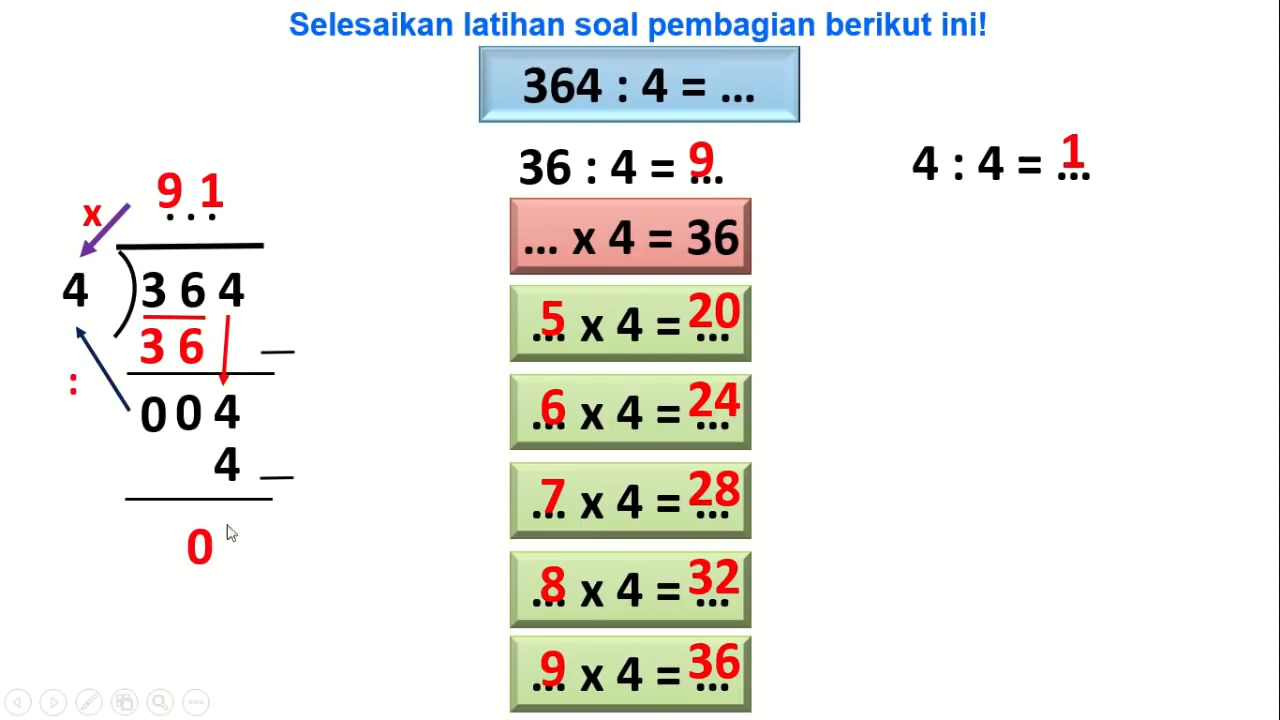 Selesaikan latihan soal pembagian berikut ini!
364 : 4 = ...
9 1
...
x
4
3 6 4
3 6
:
0 0 4
4
0
36 : 4 = 9
... x 4 = 36
5 x 4 = 20
6 x 4 = 24
7 x 4 = 28
8 x 4 = 32
9 x 4 = 36
4 : 4 = 1